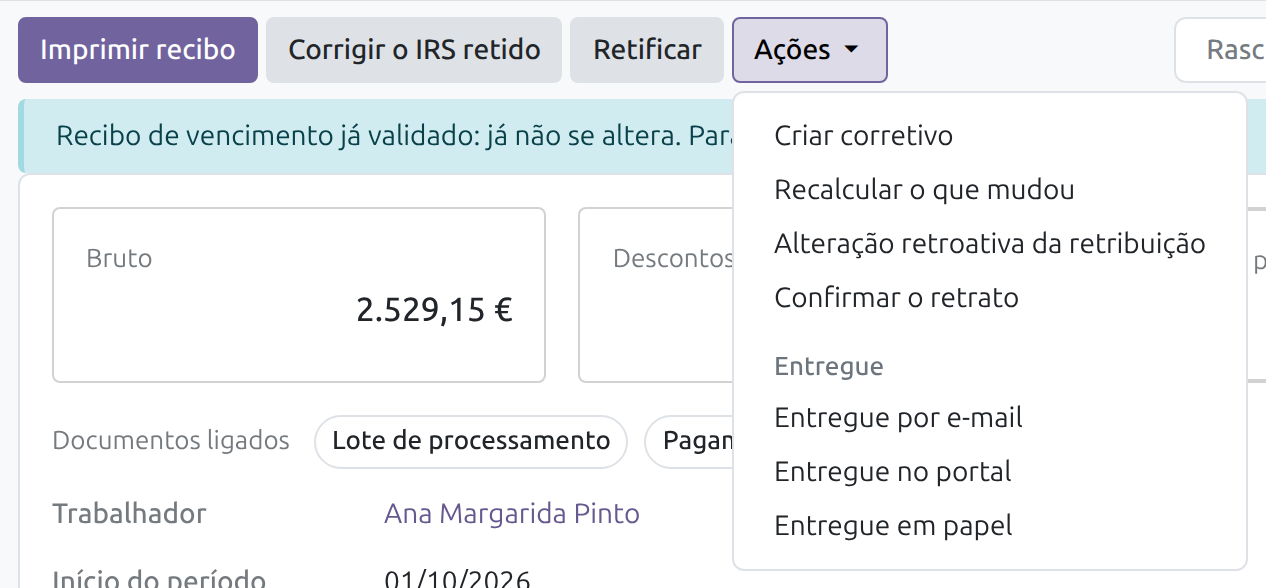 Imprimir recibo Corrigir o IRS retido Retificar Ações
Recibo de vencimento já validado: já não se altera.
Criar corretivo
Recalcular o que mudou
Alteração retroativa da retribuição
Confirmar o retrato
Entregue
Entregue por e-mail
Entregue no portal
Entregue em papel
Bruto
2.529,15 €
Descontos
Documentos ligados Lote de processamento
Trabalhador Ana Margarida Pinto
Início do período 01/10/2026